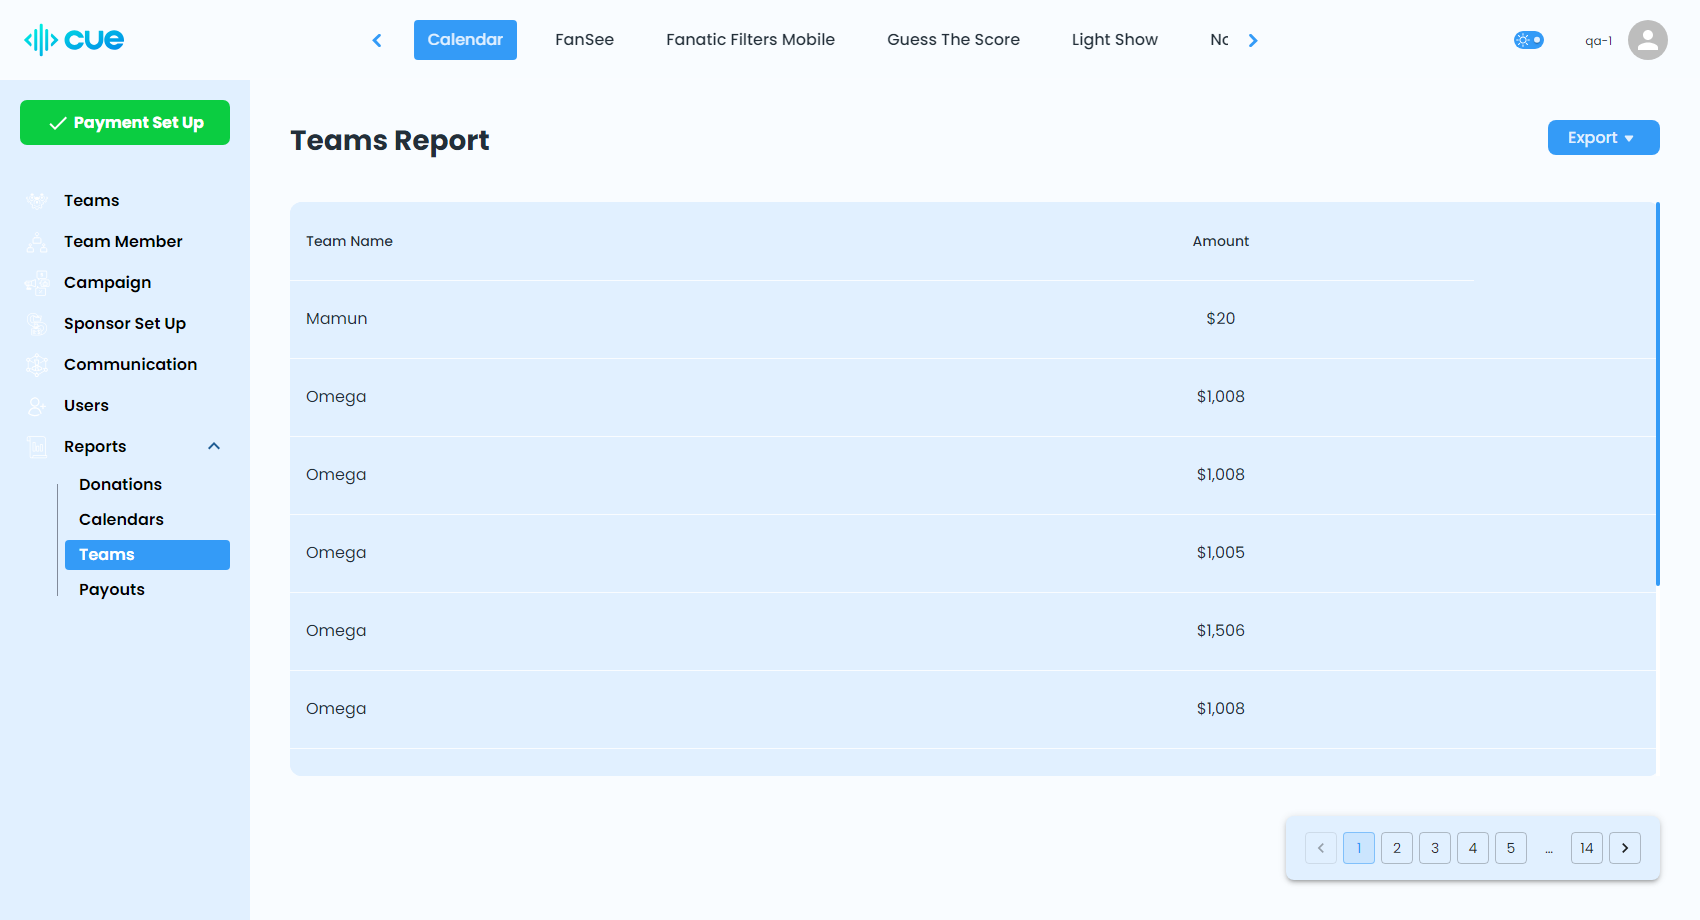 cue
Calendar FanSee Fanatic Filters Mobile Guess The Score Light Show
qa-1
Payment Set Up
Teams
Team Member
Campaign
Sponsor Set Up
Communication
Users
Reports
Donations
Calendars
Teams
Payouts
Teams Report
Export
Team Name Amount
Mamun $20
Omega $1,008
Omega $1,008
Omega $1,005
Omega $1,506
Omega $1,008
1 2 3 4 5 ... 14